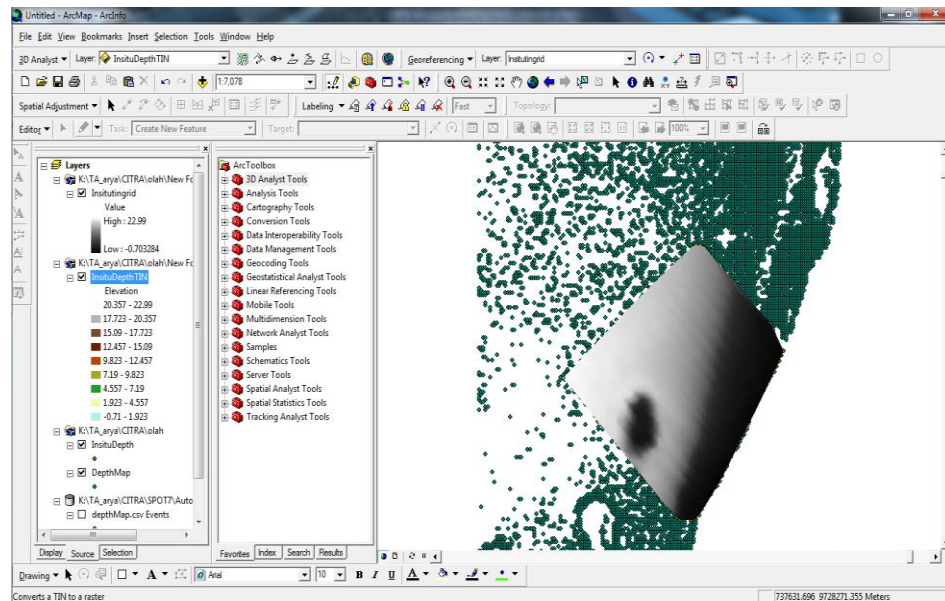 Untitled - ArcMap - ArcInfo
File Edit View Bookmarks Insert Selection Tools Window Help
3D Analyst Layer: InsituDepthTIN Georeferencing Layer: Insitutingrid
1:7,078
Spatial Adjustment Labeling Fast Topology:
Editor Task: Create New Feature Target: 100%
Layers
K:\TA_arya\CITRA\olah\New Fo
Insitutingrid
Value
High : 22.99
Low : -0.703284
K:\TA_arya\CITRA\olah\New Fo
InsituDepthTIN
Elevation
20.357 - 22.99
17.723 - 20.357
15.09 - 17.723
12.457 - 15.09
9.823 - 12.457
7.19 - 9.823
4.557 - 7.19
1.923 - 4.557
-0.71 - 1.923
K:\TA_arya\CITRA\olah
InsituDepth
DepthMap
K:\TA_arya\CITRA\SPOT7\Auto
depthMap.csv Events
Display Source Selection
ArcToolbox
3D Analyst Tools
Analysis Tools
Cartography Tools
Conversion Tools
Data Interoperability Tools
Data Management Tools
Geocoding Tools
Geostatistical Analyst Tools
Linear Referencing Tools
Mobile Tools
Multidimension Tools
Network Analyst Tools
Samples
Schematics Tools
Server Tools
Spatial Analyst Tools
Spatial Statistics Tools
Tracking Analyst Tools
Favorites Index Search Results
Drawing A Arial 10 B I U A
Converts a TIN to a raster 737631.696 9728271.355 Meters